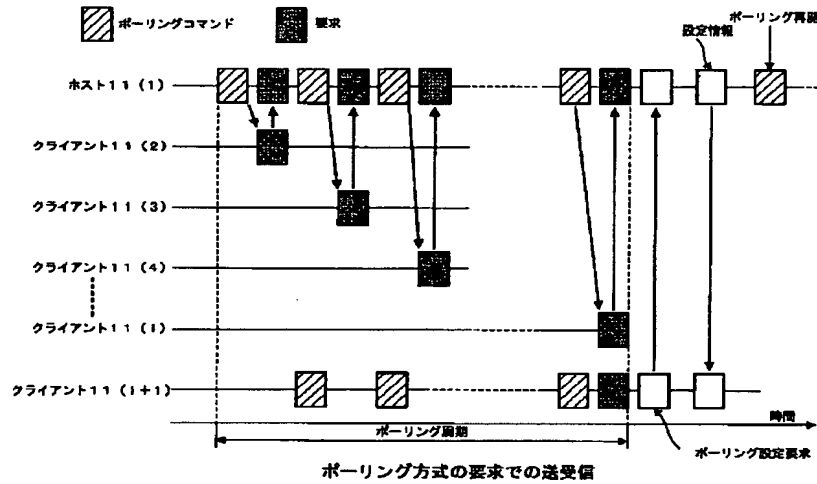 ポーリングコマンド
要求
ポーリング再開
設定情報
ホスト11(1)
クライアント11(2)
クライアント11(3)
クライアント11(4)
クライアント11(i)
クライアント11(i+1)
時間
ポーリング周期
ポーリング設定要求
ポーリング方式の要求での送受信